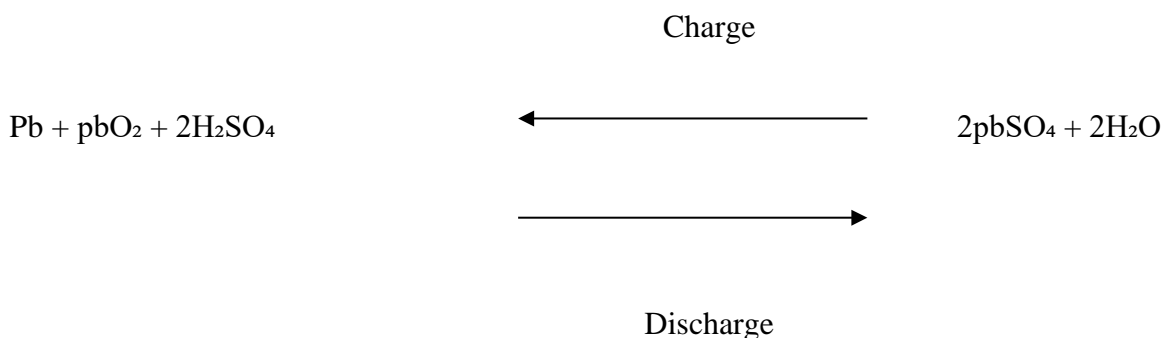 Charge
Pb + pbO₂ + 2H₂SO₄ 2pbSO₄ + 2H₂O
Discharge